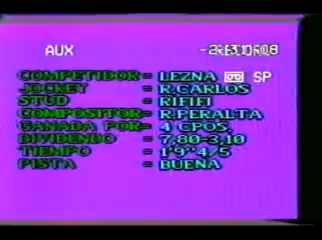 AUX
COMPETIDOR= LEZNA SP
JOCKEY = R.CARLOS
STUD = RIFIFI
COMPOSITOR= R.PERALTA
GANADA POR= 4 CPOS.
DIVIDENDO = 7,80-3,10
TIEMPO = 1'9"4/5
PISTA = BUENA